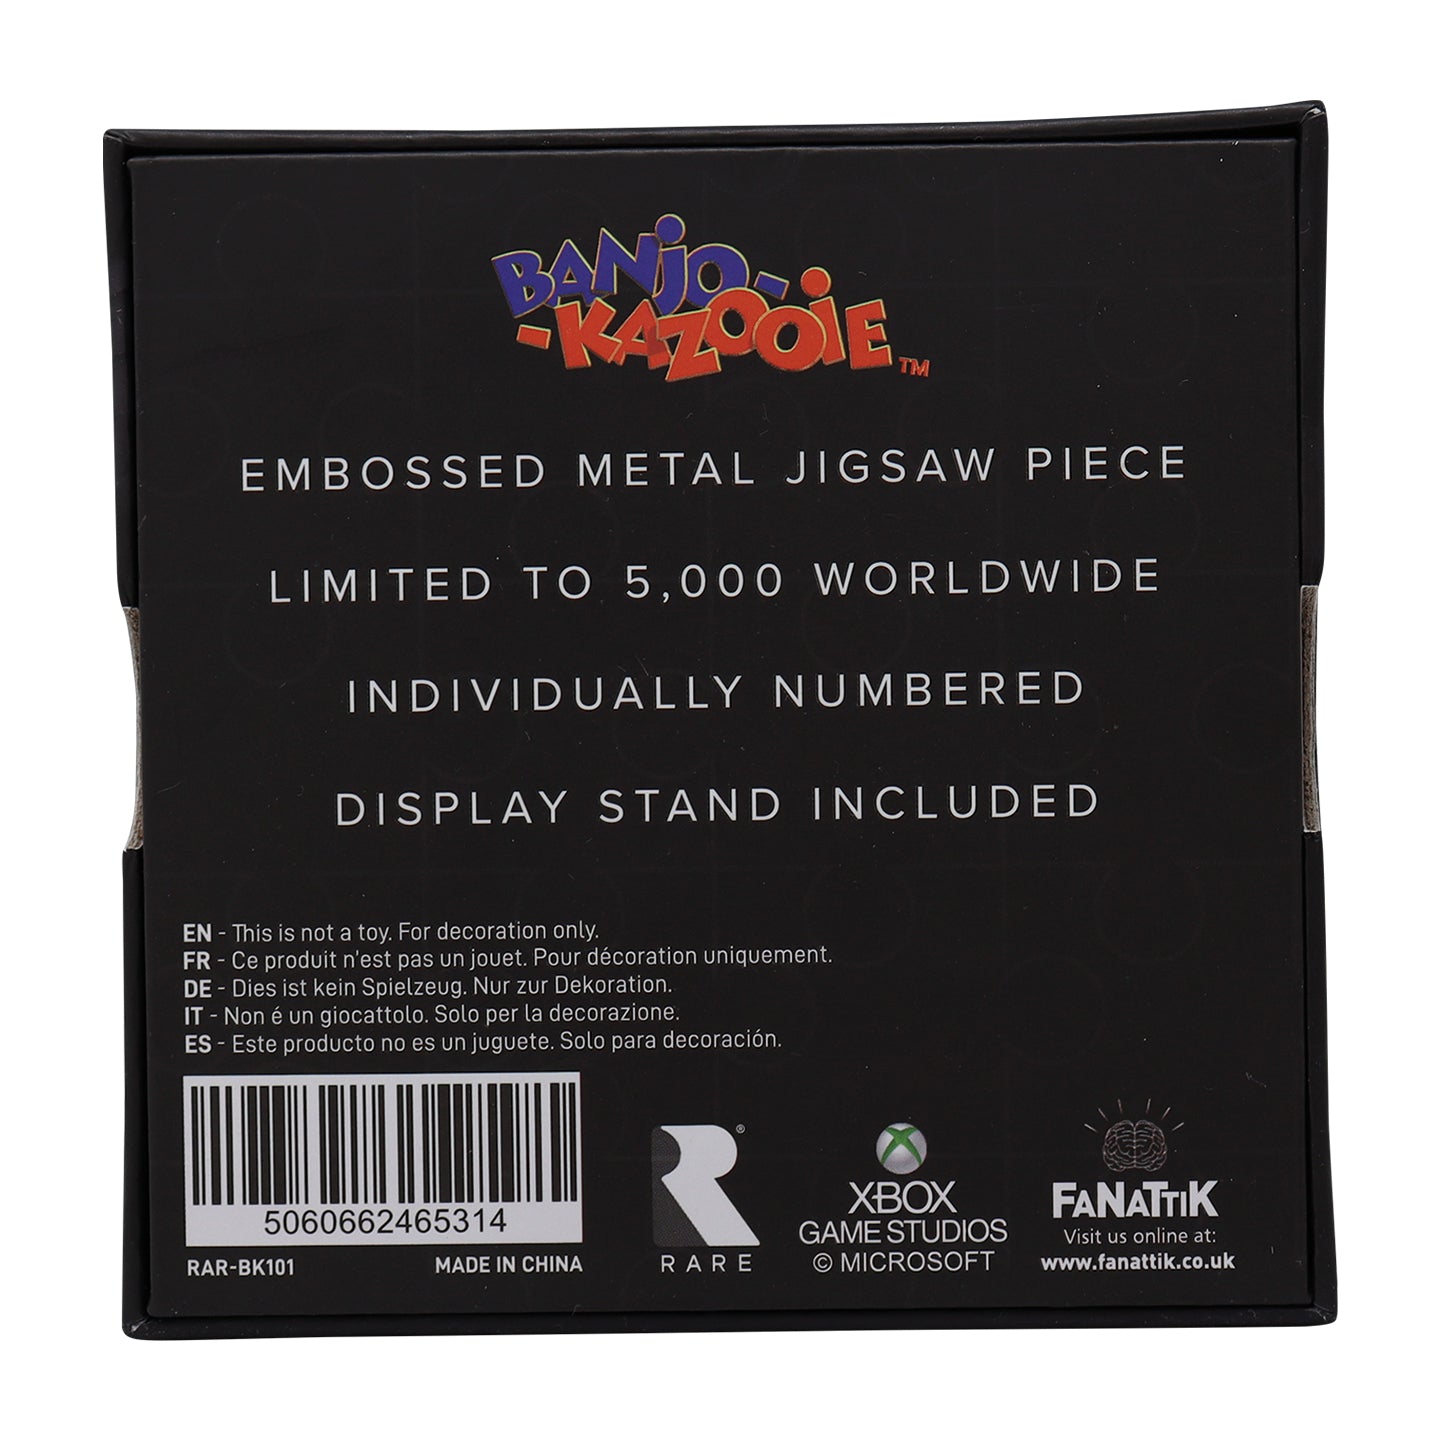 BANJO-
-KAZOOIE TM
EMBOSSED METAL JIGSAW PIECE
LIMITED TO 5,000 WORLDWIDE
INDIVIDUALLY NUMBERED
DISPLAY STAND INCLUDED
EN - This is not a toy. For decoration only.
FR - Ce produit n'est pas un jouet. Pour décoration uniquement.
DE - Dies ist kein Spielzeug. Nur zur Dekoration.
IT - Non é un giocattolo. Solo per la decorazione.
ES - Este producto no es un juguete. Solo para decoración.
5060662465314
RAR-BK101 MADE IN CHINA
R ®
RARE
XBOX
GAME STUDIOS
© MICROSOFT
FANATTIK
Visit us online at:
www.fanattik.co.uk